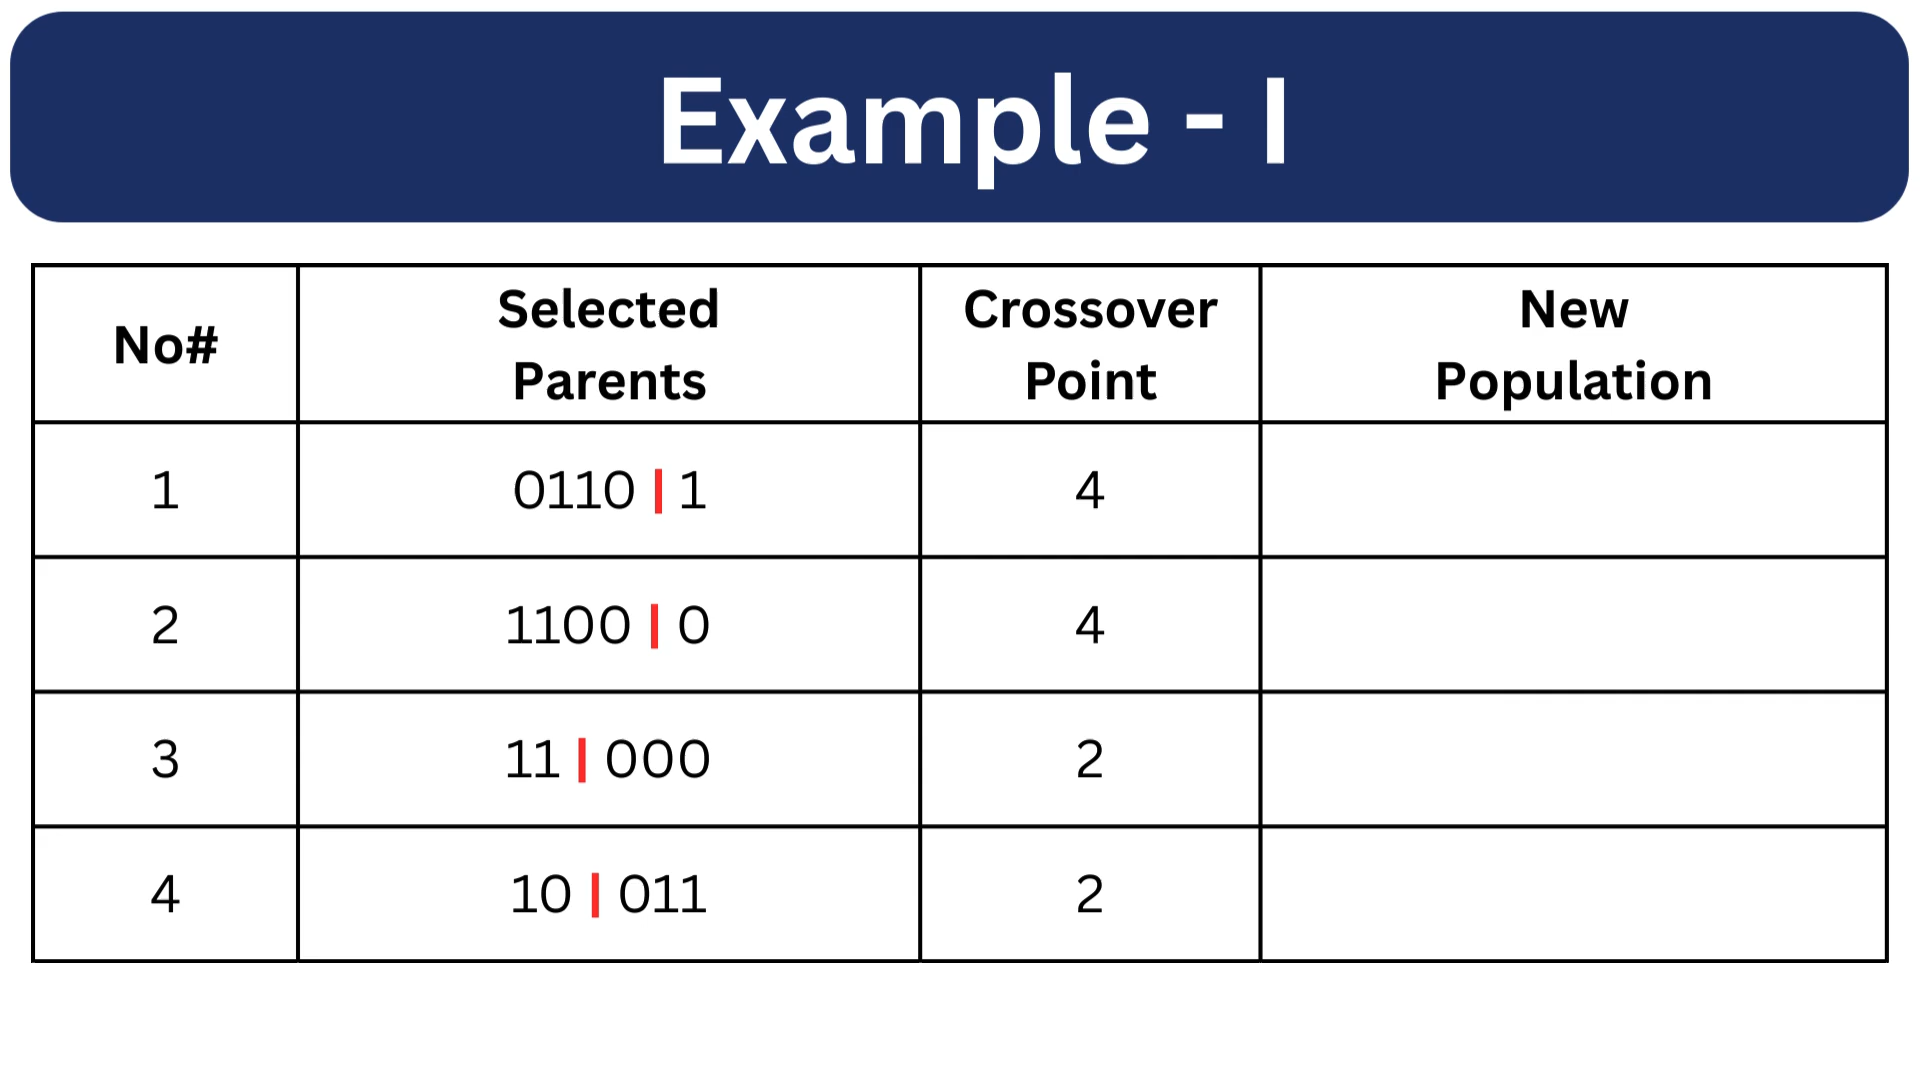 Example - I
No#
Selected
Parents
Crossover
Point
New
Population
1
0110 | 1
4
2
1100 | 0
4
3
11 | 000
2
4
10 | 011
2